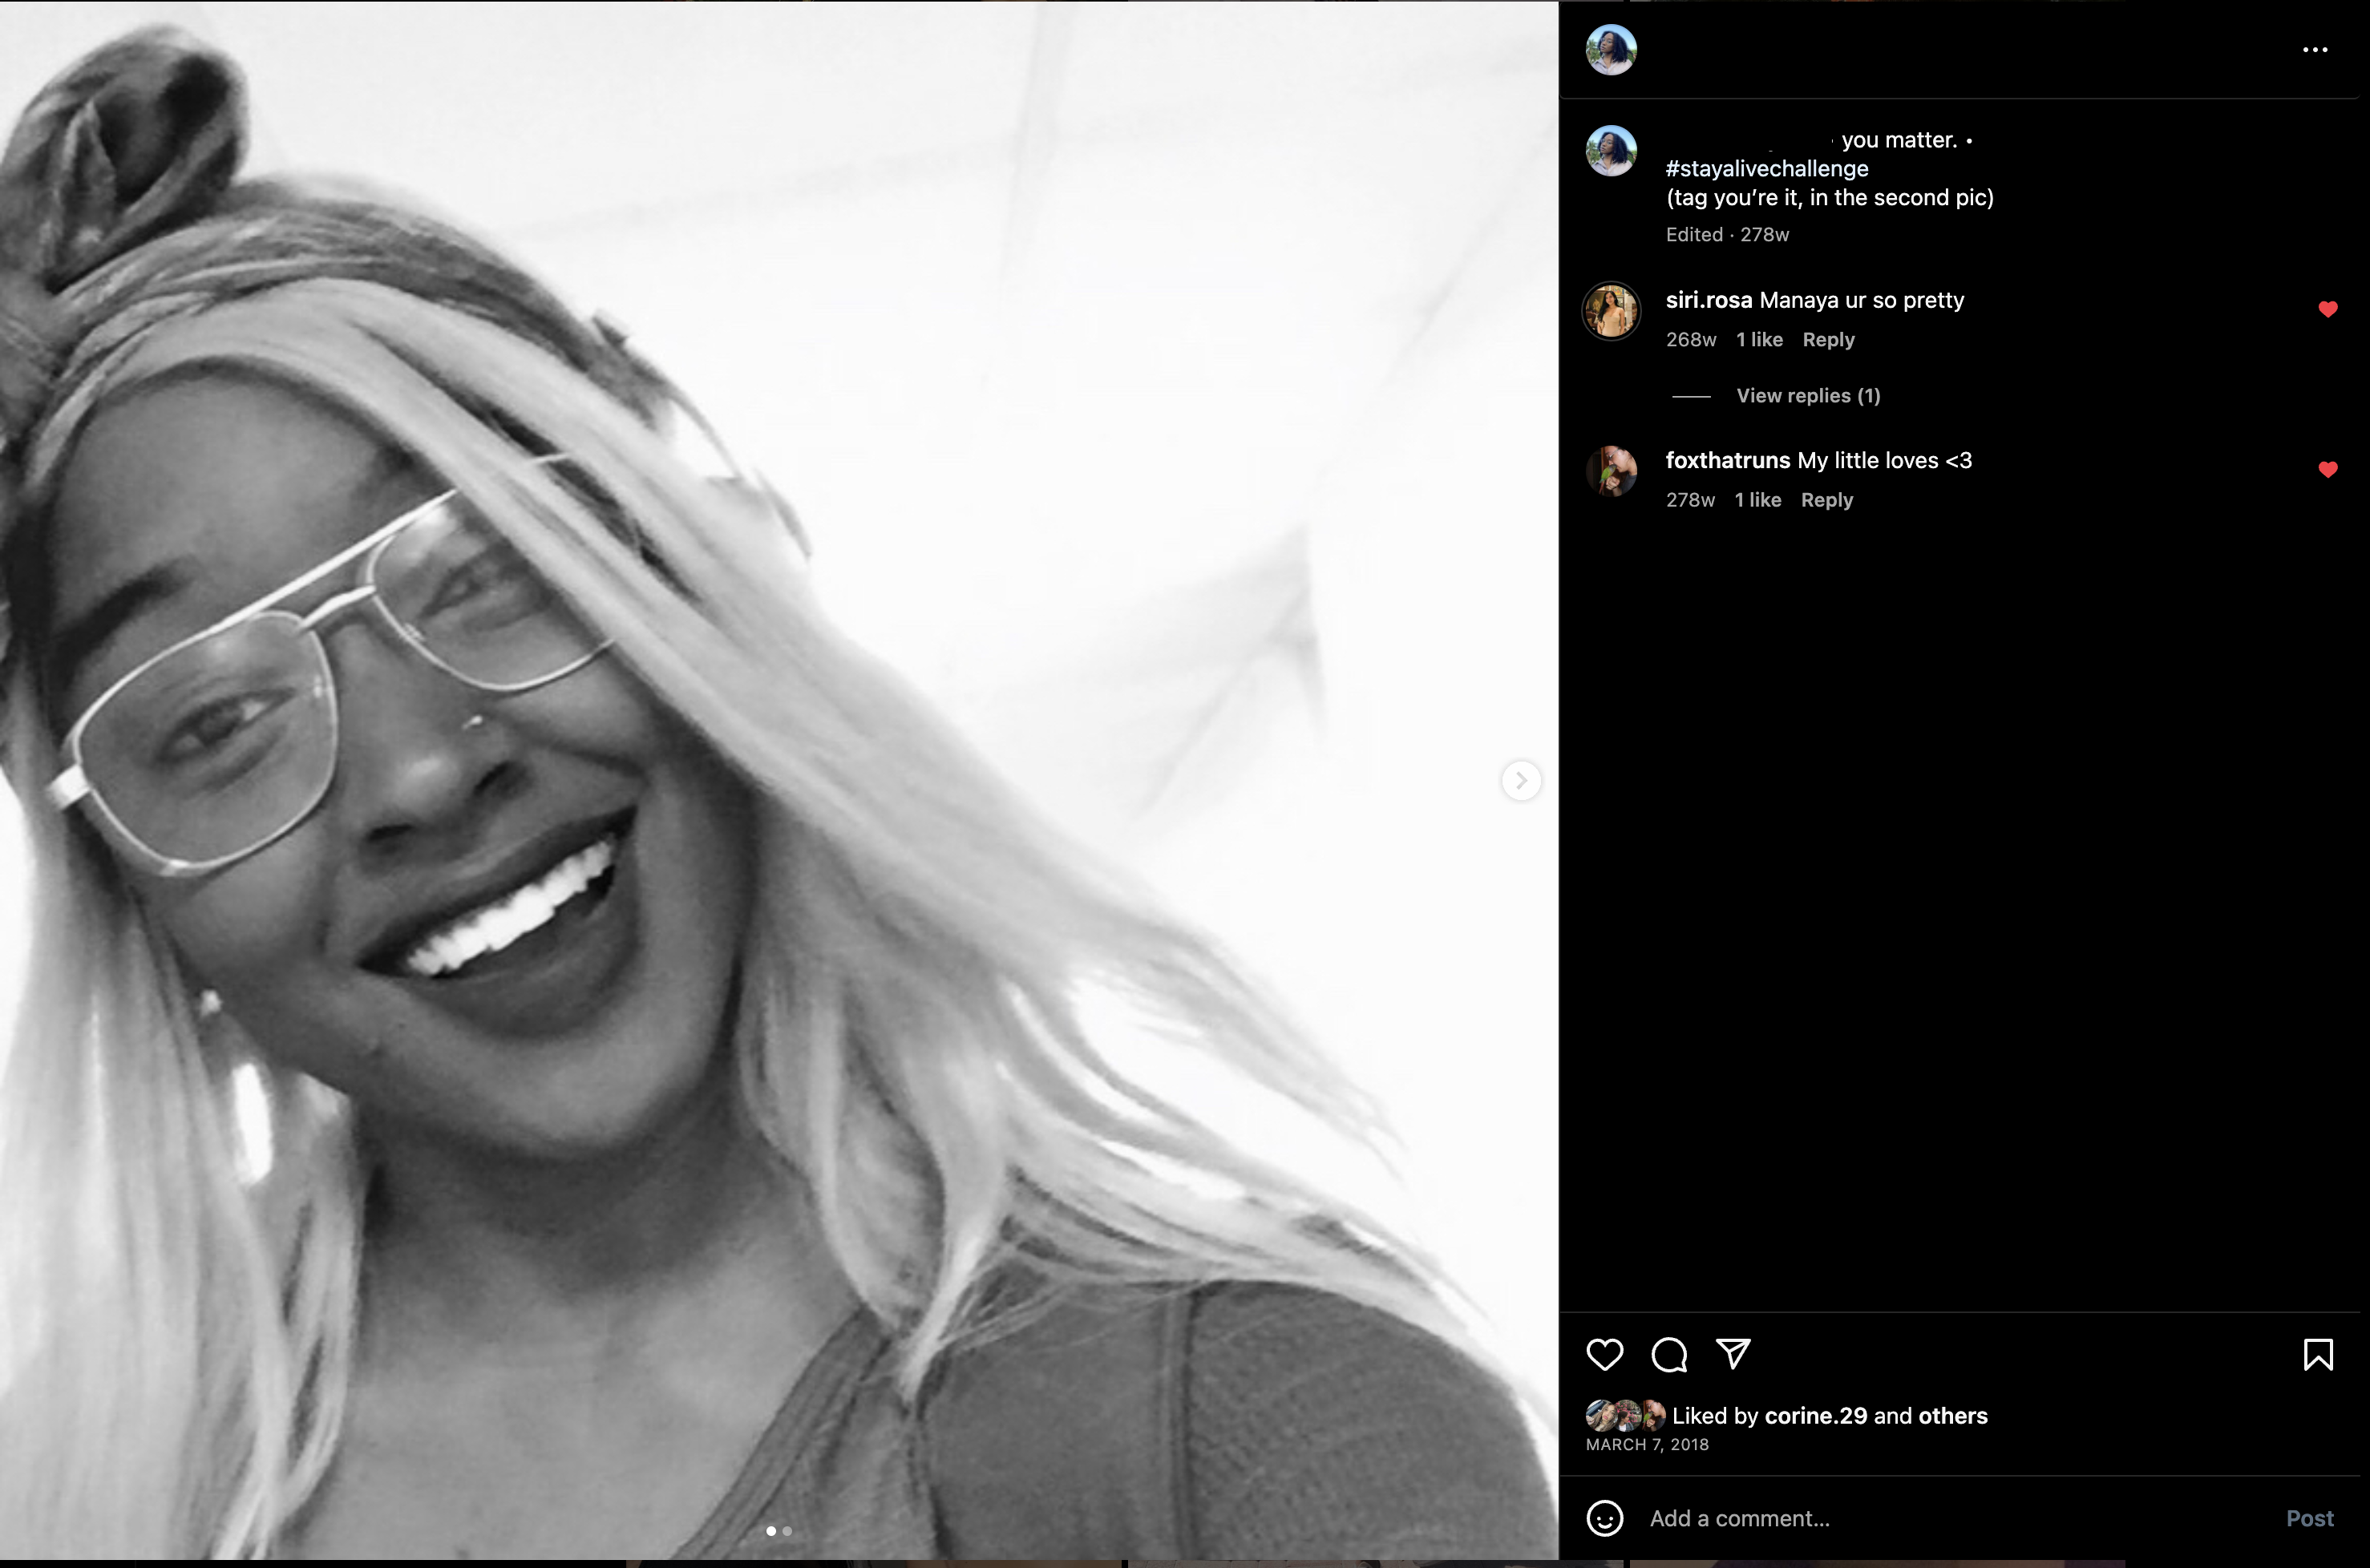 you matter. •
#stayalivechallenge
(tag you’re it, in the second pic)
Edited · 278w
siri.rosa Manaya ur so pretty
268w 1 like Reply
View replies (1)
foxthatruns My little loves <3
278w 1 like Reply
Liked by corine.29 and others
MARCH 7, 2018
Add a comment...
Post